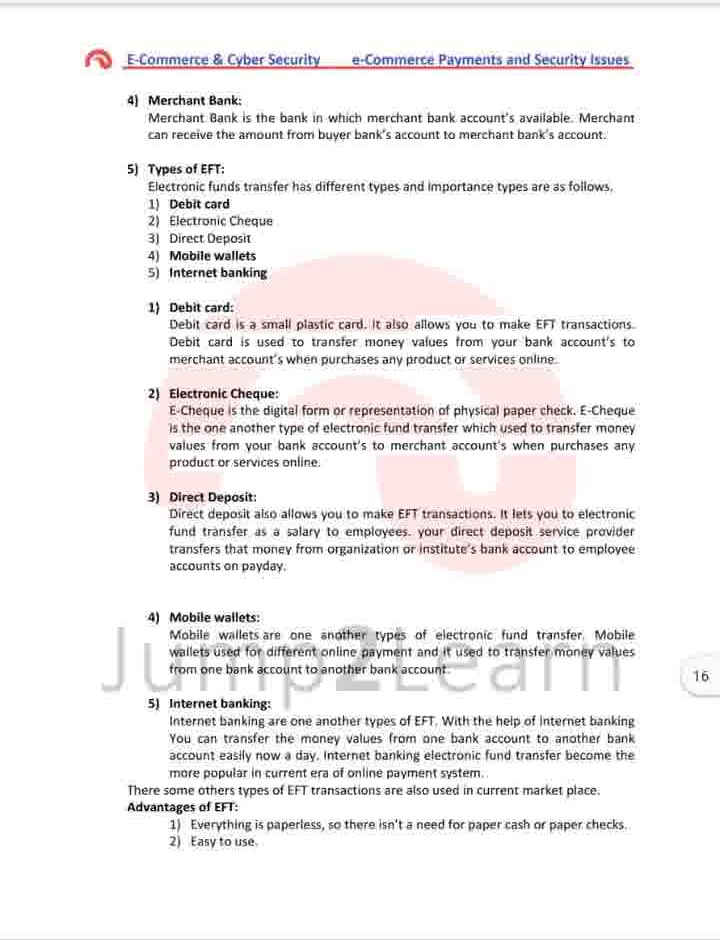 E-Commerce & Cyber Security e-Commerce Payments and Security Issues
4) Merchant Bank:
Merchant Bank is the bank in which merchant bank account's available. Merchant
can receive the amount from buyer bank's account to merchant bank's account.
5) Types of EFT:
Electronic funds transfer has different types and importance types are as follows.
1) Debit card
2) Electronic Cheque
3) Direct Deposit
4) Mobile wallets
5) Internet banking
1) Debit card:
Debit card is a small plastic card. It also allows you to make EFT transactions.
Debit card is used to transfer money values from your bank account's to
merchant account's when purchases any product or services online.
2) Electronic Cheque:
E-Cheque is the digital form or representation of physical paper check. E-Cheque
is the one another type of electronic fund transfer which used to transfer money
values from your bank account's to merchant account's when purchases any
product or services online.
3) Direct Deposit:
Direct deposit also allows you to make EFT transactions. It lets you to electronic
fund transfer as a salary to employees. your direct deposit service provider
transfers that money from organization or institute's bank account to employee
accounts on payday.
4) Mobile wallets:
Mobile wallets are one another types of electronic fund transfer. Mobile
wallets used for different online payment and it used to transfer money values
from one bank account to another bank account.
Jump2Learn
16
5) Internet banking:
Internet banking are one another types of EFT. With the help of internet banking
You can transfer the money values from one bank account to another bank
account easily now a day. Internet banking electronic fund transfer become the
more popular in current era of online payment system.
There some others types of EFT transactions are also used in current market place.
Advantages of EFT:
1) Everything is paperless, so there isn't a need for paper cash or paper checks.
2) Easy to use.